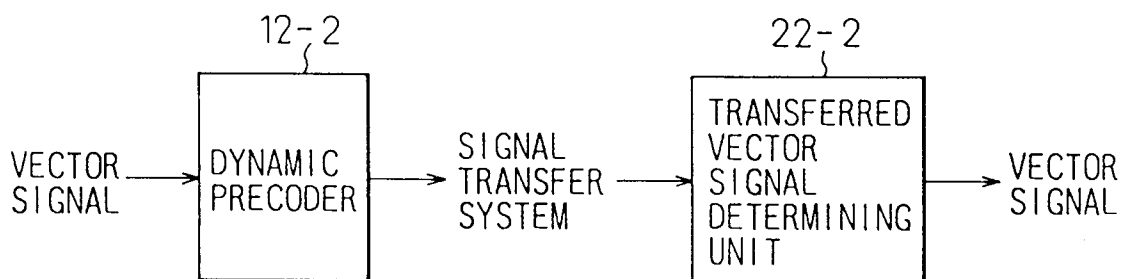 12-2
22-2
VECTOR
SIGNAL
DYNAMIC
PRECODER
SIGNAL
TRANSFER
SYSTEM
TRANSFERRED
VECTOR
SIGNAL
DETERMINING
UNIT
VECTOR
SIGNAL